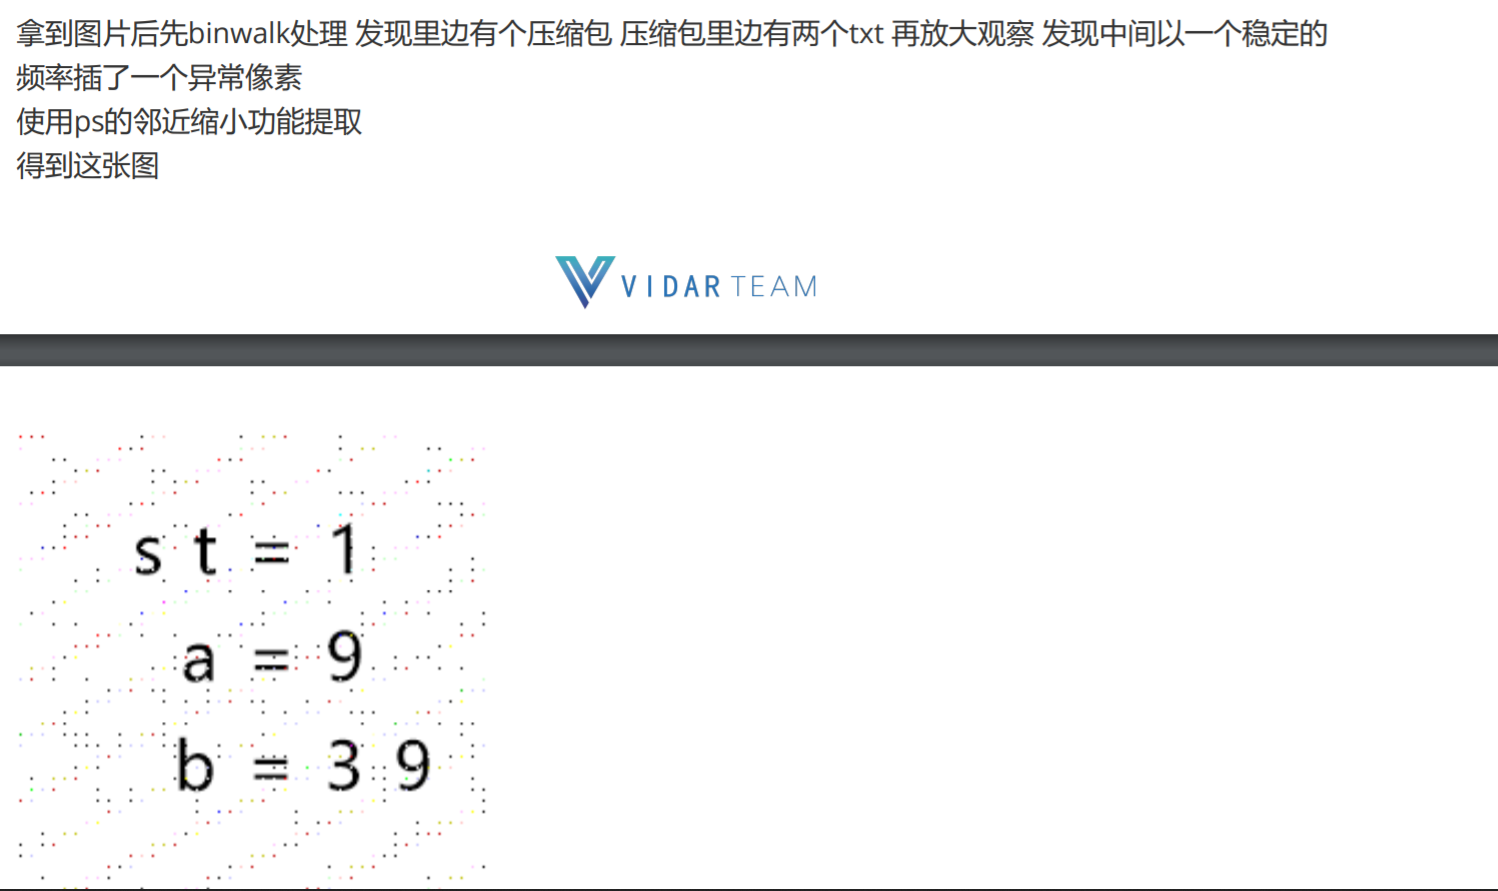 拿到图片后先binwalk处理 发现里边有个压缩包 压缩包里边有两个txt 再放大观察 发现中间以一个稳定的
频率插了一个异常像素
使用ps的邻近缩小功能提取
得到这张图
VIDAR TEAM
s t = 1
a = 9
b = 3 9